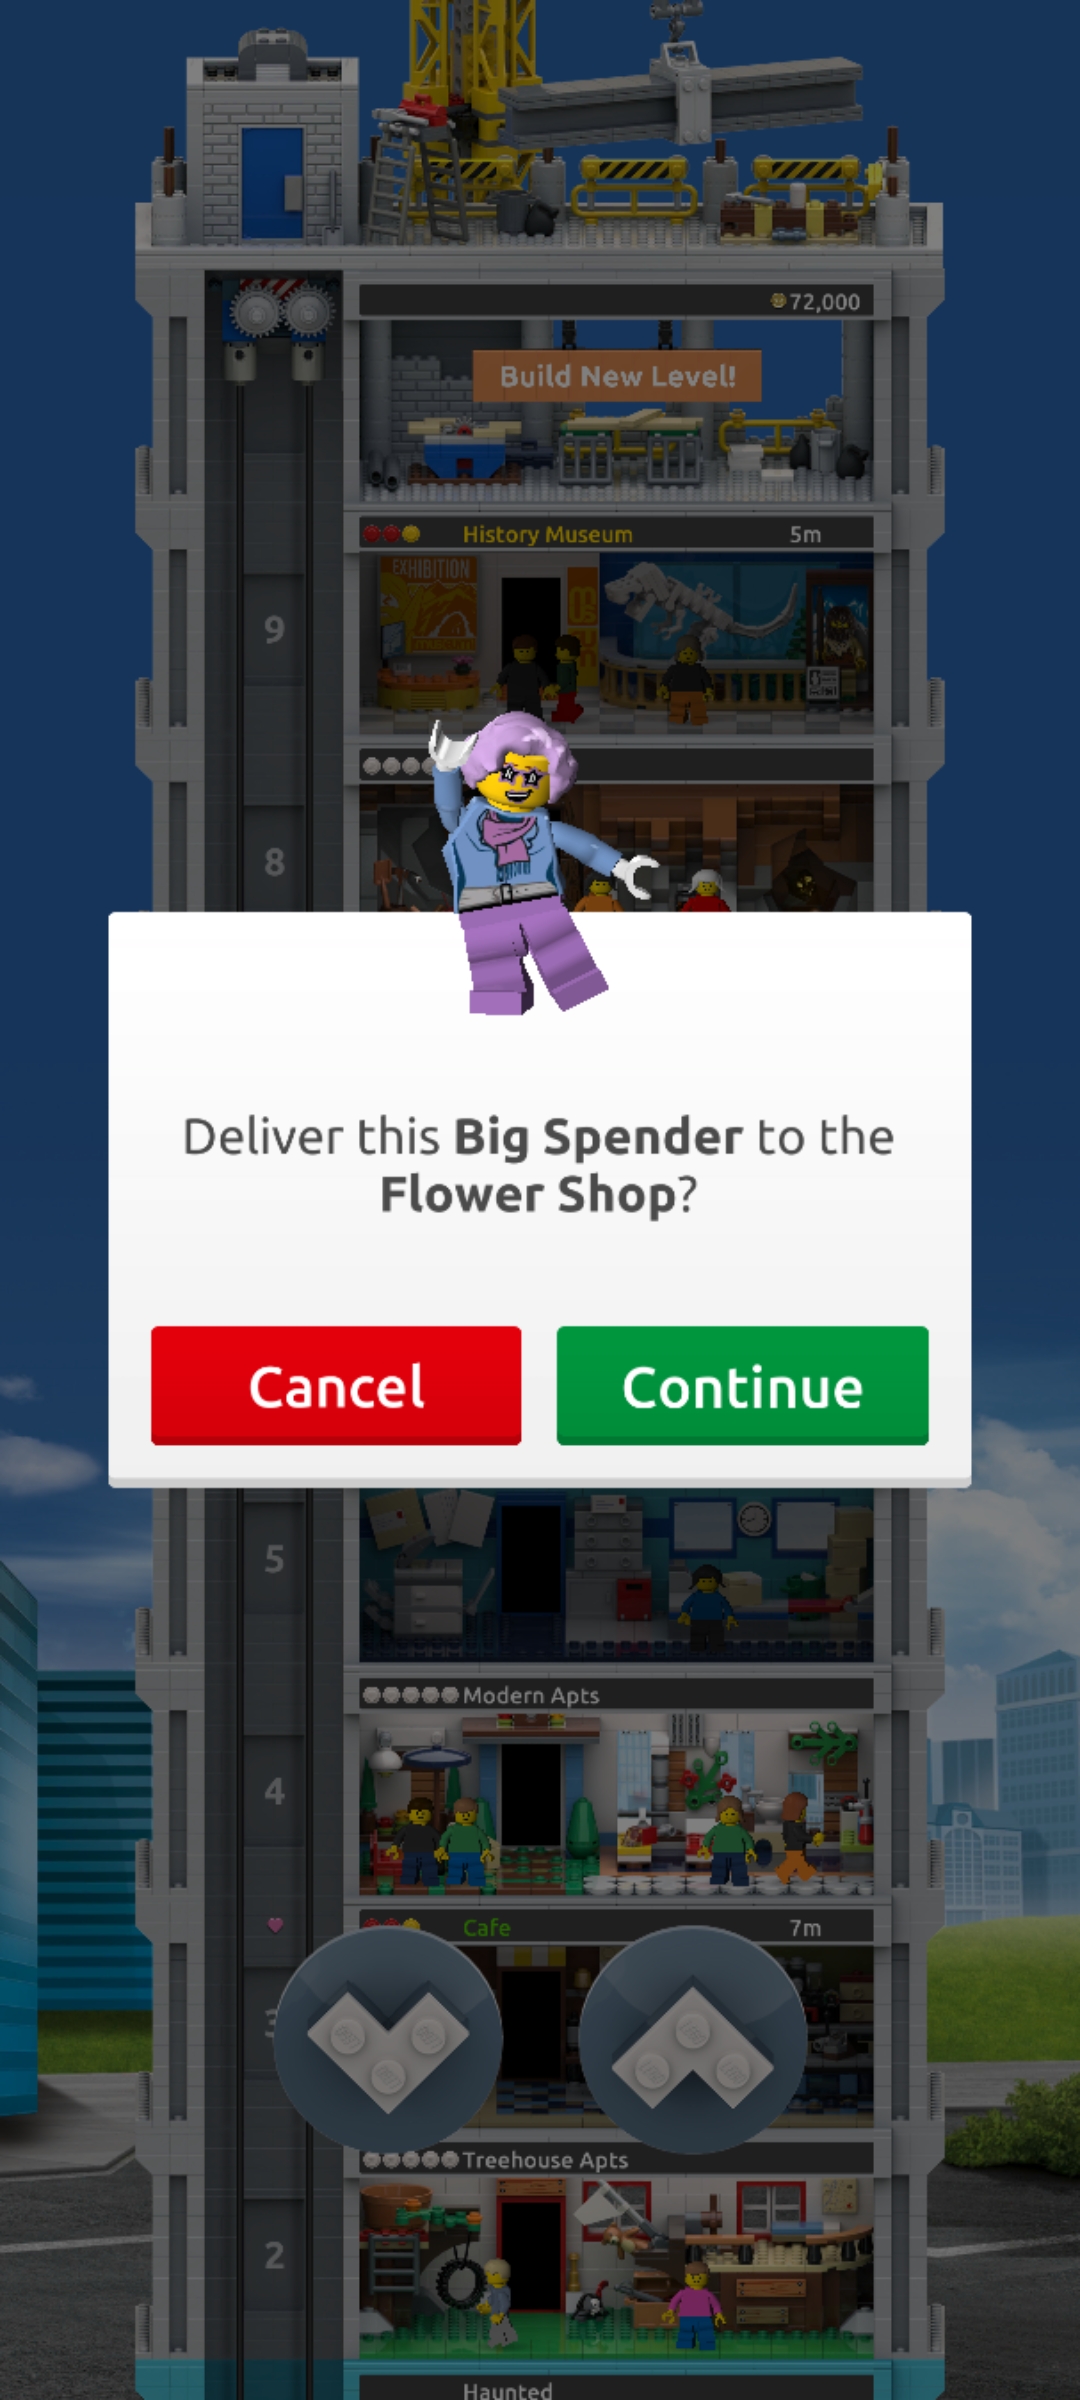 72,000
Build New Level!
History Museum 5m
EXHIBITION
9
8
Deliver this Big Spender to the
Flower Shop?
Cancel Continue
5
Modern Apts
4
Cafe 7m
3
Treehouse Apts
2
Haunted